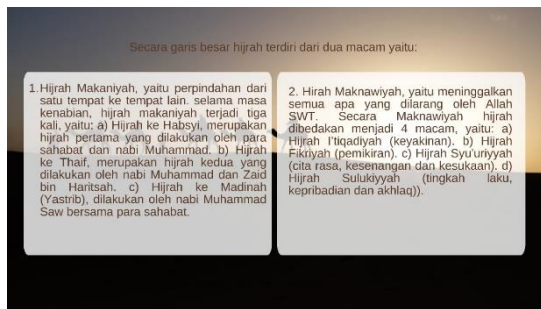 Secara garis besar hijrah terdiri dari dua macam yaitu:
1. Hijrah Makaniyah, yaitu perpindahan dari
satu tempat ke tempat lain. selama masa
kenabian, hijrah makaniyah terjadi tiga
kali, yaitu: a) Hijrah ke Habsyi, merupakan
hijrah pertama yang dilakukan oleh para
sahabat dan nabi Muhammad. b) Hijrah
ke Thaif, merupakan hijrah kedua yang
dilakukan oleh nabi Muhammad dan Zaid
bin Haritsah. c) Hijrah ke Madinah
(Yastrib), dilakukan oleh nabi Muhammad
Saw bersama para sahabat.
2. Hirah Maknawiyah, yaitu meninggalkan
semua apa yang dilarang oleh Allah
SWT. Secara Maknawiyah hijrah
dibedakan menjadi 4 macam, yaitu: a)
Hijrah I'tiqadiyah (keyakinan). b) Hijrah
Fikriyah (pemikiran). c) Hijrah Syu'uriyyah
(cita rasa, kesenangan dan kesukaan). d)
Hijrah Sulukiyyah (tingkah laku,
kepribadian dan akhlaq)).